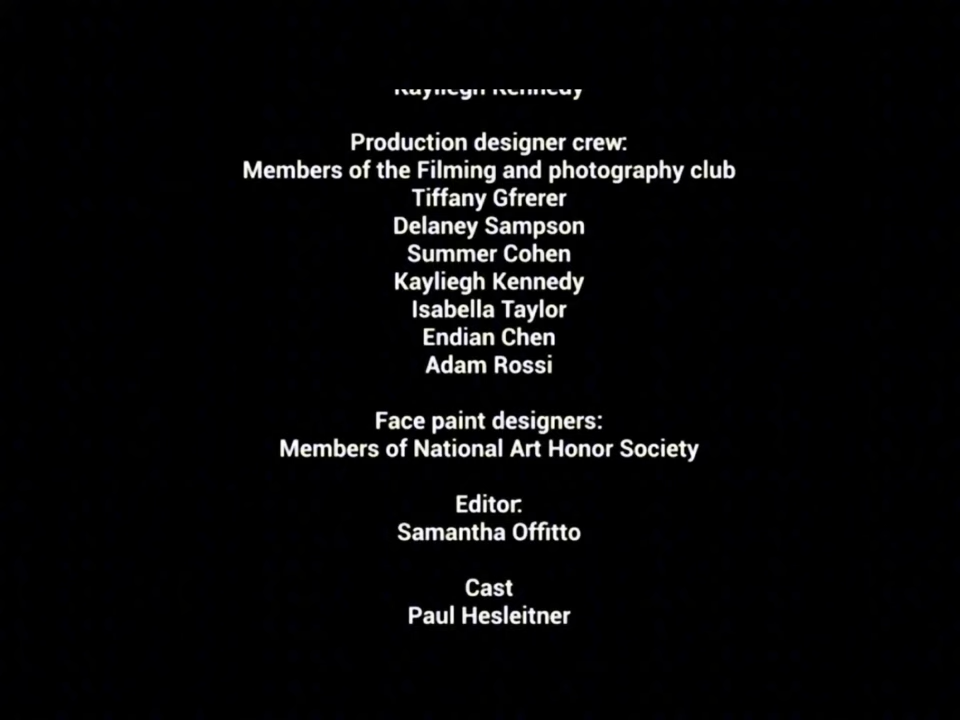 Kayliegh Kennedy
Production designer crew:
Members of the Filming and photography club
Tiffany Gfrerer
Delaney Sampson
Summer Cohen
Kayliegh Kennedy
Isabella Taylor
Endian Chen
Adam Rossi
Face paint designers:
Members of National Art Honor Society
Editor:
Samantha Offitto
Cast
Paul Hesleitner